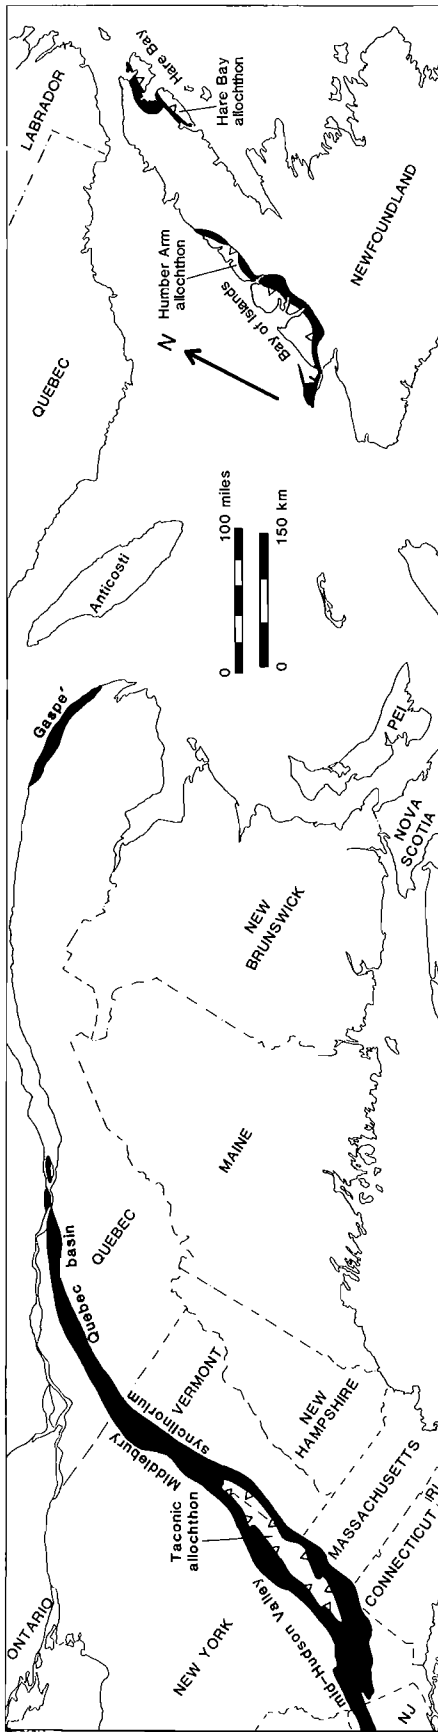 ONTARIO
NEW YORK
NJ
mid-Hudson Valley
Taconic
allochthon
Middlebury
synclinorium
VERMONT
NEW
HAMPSHIRE
MASSACHUSETTS
CONNECTICUT
RI
Quebec
basin
QUEBEC
MAINE
NEW
BRUNSWICK
Gaspé
PEI
NOVA
SCOTIA
Anticosti
0 100 miles
0 150 km
N
QUEBEC
LABRADOR
Humber Arm
allochthon
Bay of Islands
Hare Bay
Hare Bay
allochthon
NEWFOUNDLAND